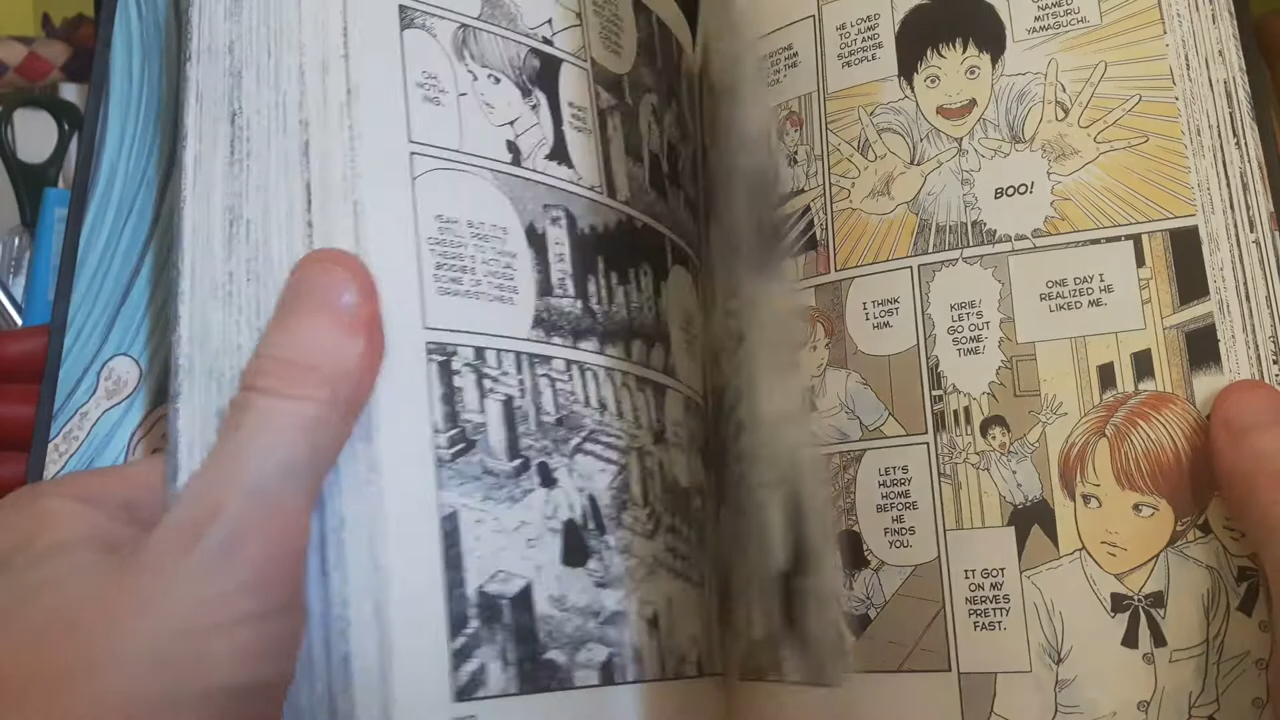 OH,
NOTH-
ING.
YEAH, BUT IT'S
STILL PRETTY
CREEPY TO THINK
THERE'S ACTUAL
BODIES UNDER
SOME OF THESE
GRAVESTONES.
HE LOVED
TO JUMP
OUT AND
SURPRISE
PEOPLE.
NAMED
MITSURU
YAMAGUCHI.
BOO!
I THINK
I LOST
HIM.
KIRIE!
LET'S
GO OUT
SOME-
TIME!
ONE DAY I
REALIZED HE
LIKED ME.
LET'S
HURRY
HOME
BEFORE
HE
FINDS
YOU.
IT GOT
ON MY
NERVES
PRETTY
FAST.